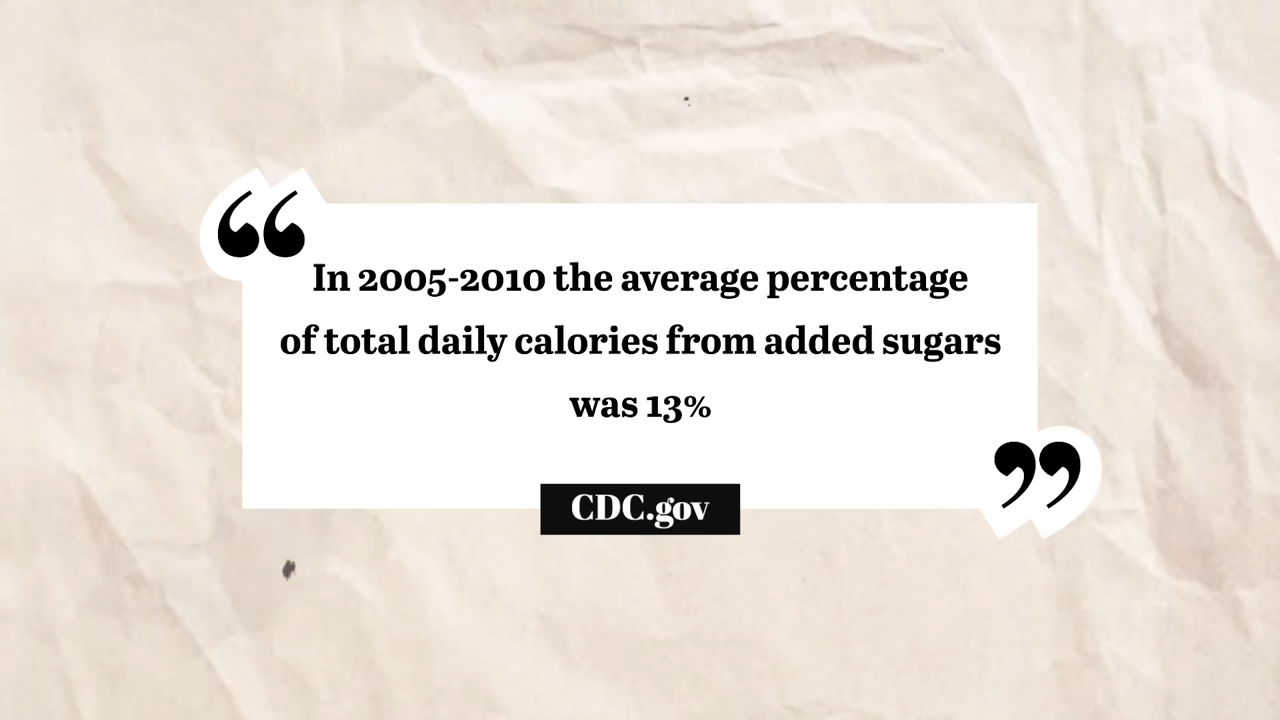 “
In 2005-2010 the average percentage
of total daily calories from added sugars
was 13%
”
CDC.gov